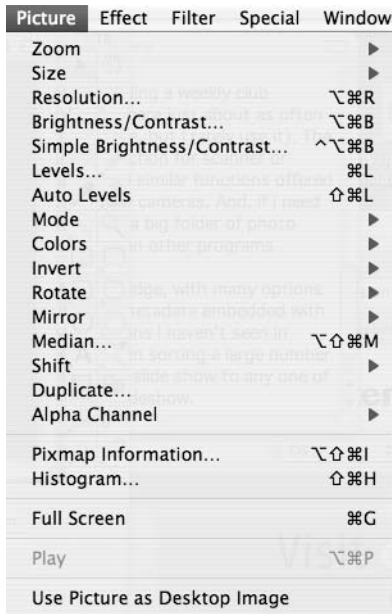 Picture Effect Filter Special Window
Zoom ▶
Size ▶
Resolution... ⌥⌘R
Brightness/Contrast... ⌥⌘B
Simple Brightness/Contrast... ^⌥⌘B
Levels... ⌘L
Auto Levels ⇧⌘L
Mode ▶
Colors ▶
Invert ▶
Rotate ▶
Mirror ▶
Median... ⌥⇧⌘M
Shift ▶
Duplicate...
Alpha Channel ▶
Pixmap Information... ⌥⇧⌘I
Histogram... ⇧⌘H
Full Screen ⌘G
Play ⌥⌘P
Use Picture as Desktop Image